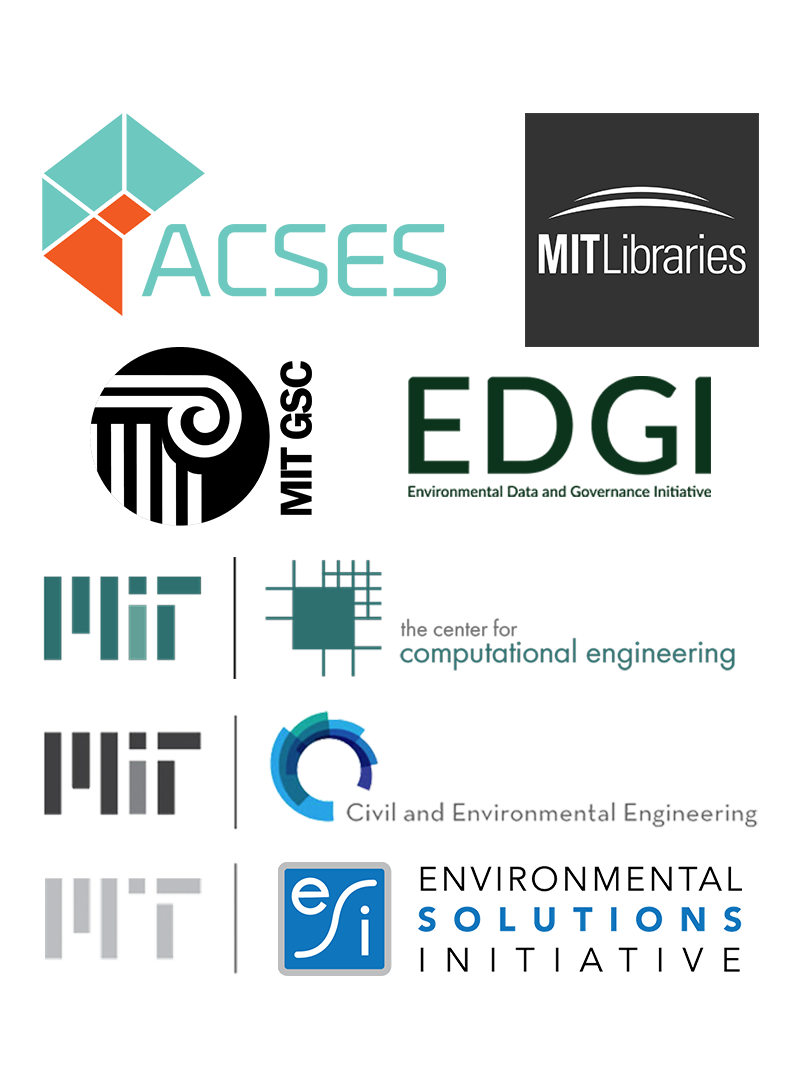 ACSES
MITLibraries
MIT GSC
EDGI
Environmental Data and Governance Initiative
MIT
the center for
computational engineering
MIT
Civil and Environmental Engineering
MIT
esi
ENVIRONMENTAL
SOLUTIONS
INITIATIVE